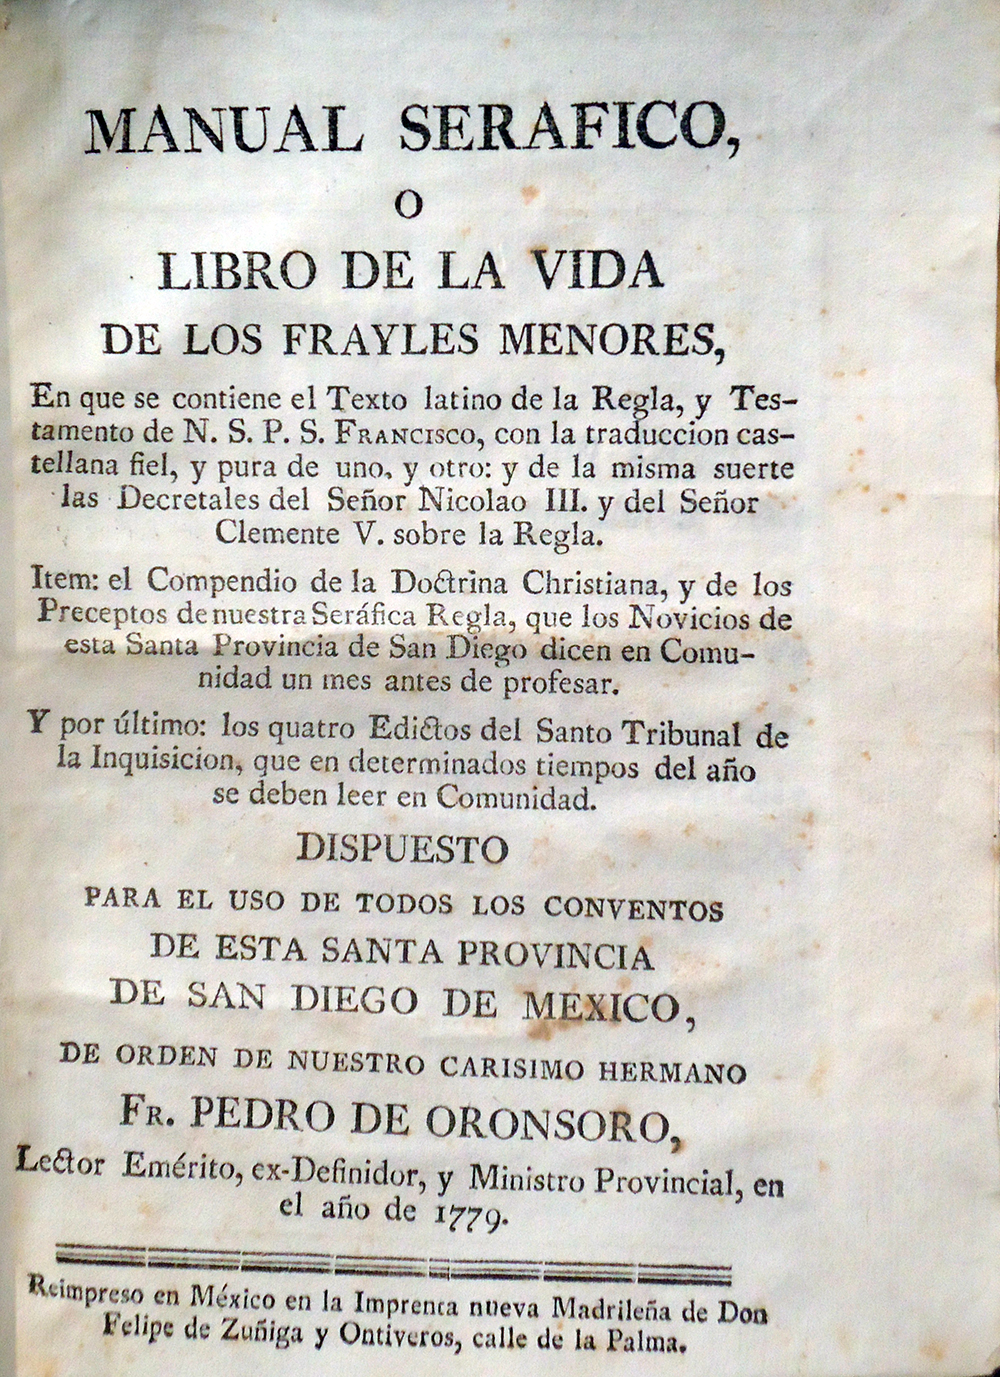 MANUAL SERAFICO,
O
LIBRO DE LA VIDA
DE LOS FRAYLES MENORES,
En que se contiene el Texto latino de la Regla, y Tes-
tamento de N. S. P. S. FRANCISCO, con la traduccion cas-
tellana fiel, y pura de uno, y otro: y de la misma suerte
las Decretales del Señor Nicolao III. y del Señor
Clemente V. sobre la Regla.
Item: el Compendio de la Doctrina Christiana, y de los
Preceptos de nuestra Seráfica Regla, que los Novicios de
esta Santa Provincia de San Diego dicen en Comu-
nidad un mes antes de profesar.
Y por último: los quatro Edictos del Santo Tribunal de
la Inquisicion, que en determinados tiempos del año
se deben leer en Comunidad.
DISPUESTO
PARA EL USO DE TODOS LOS CONVENTOS
DE ESTA SANTA PROVINCIA
DE SAN DIEGO DE MEXICO,
DE ORDEN DE NUESTRO CARISIMO HERMANO
FR. PEDRO DE ORONSORO,
Lector Emérito, ex-Definidor, y Ministro Provincial, en
el año de 1779.
Reimpreso en México en la Imprenta nueva Madrileña de Don
Felipe de Zuñiga y Ontiveros, calle de la Palma.